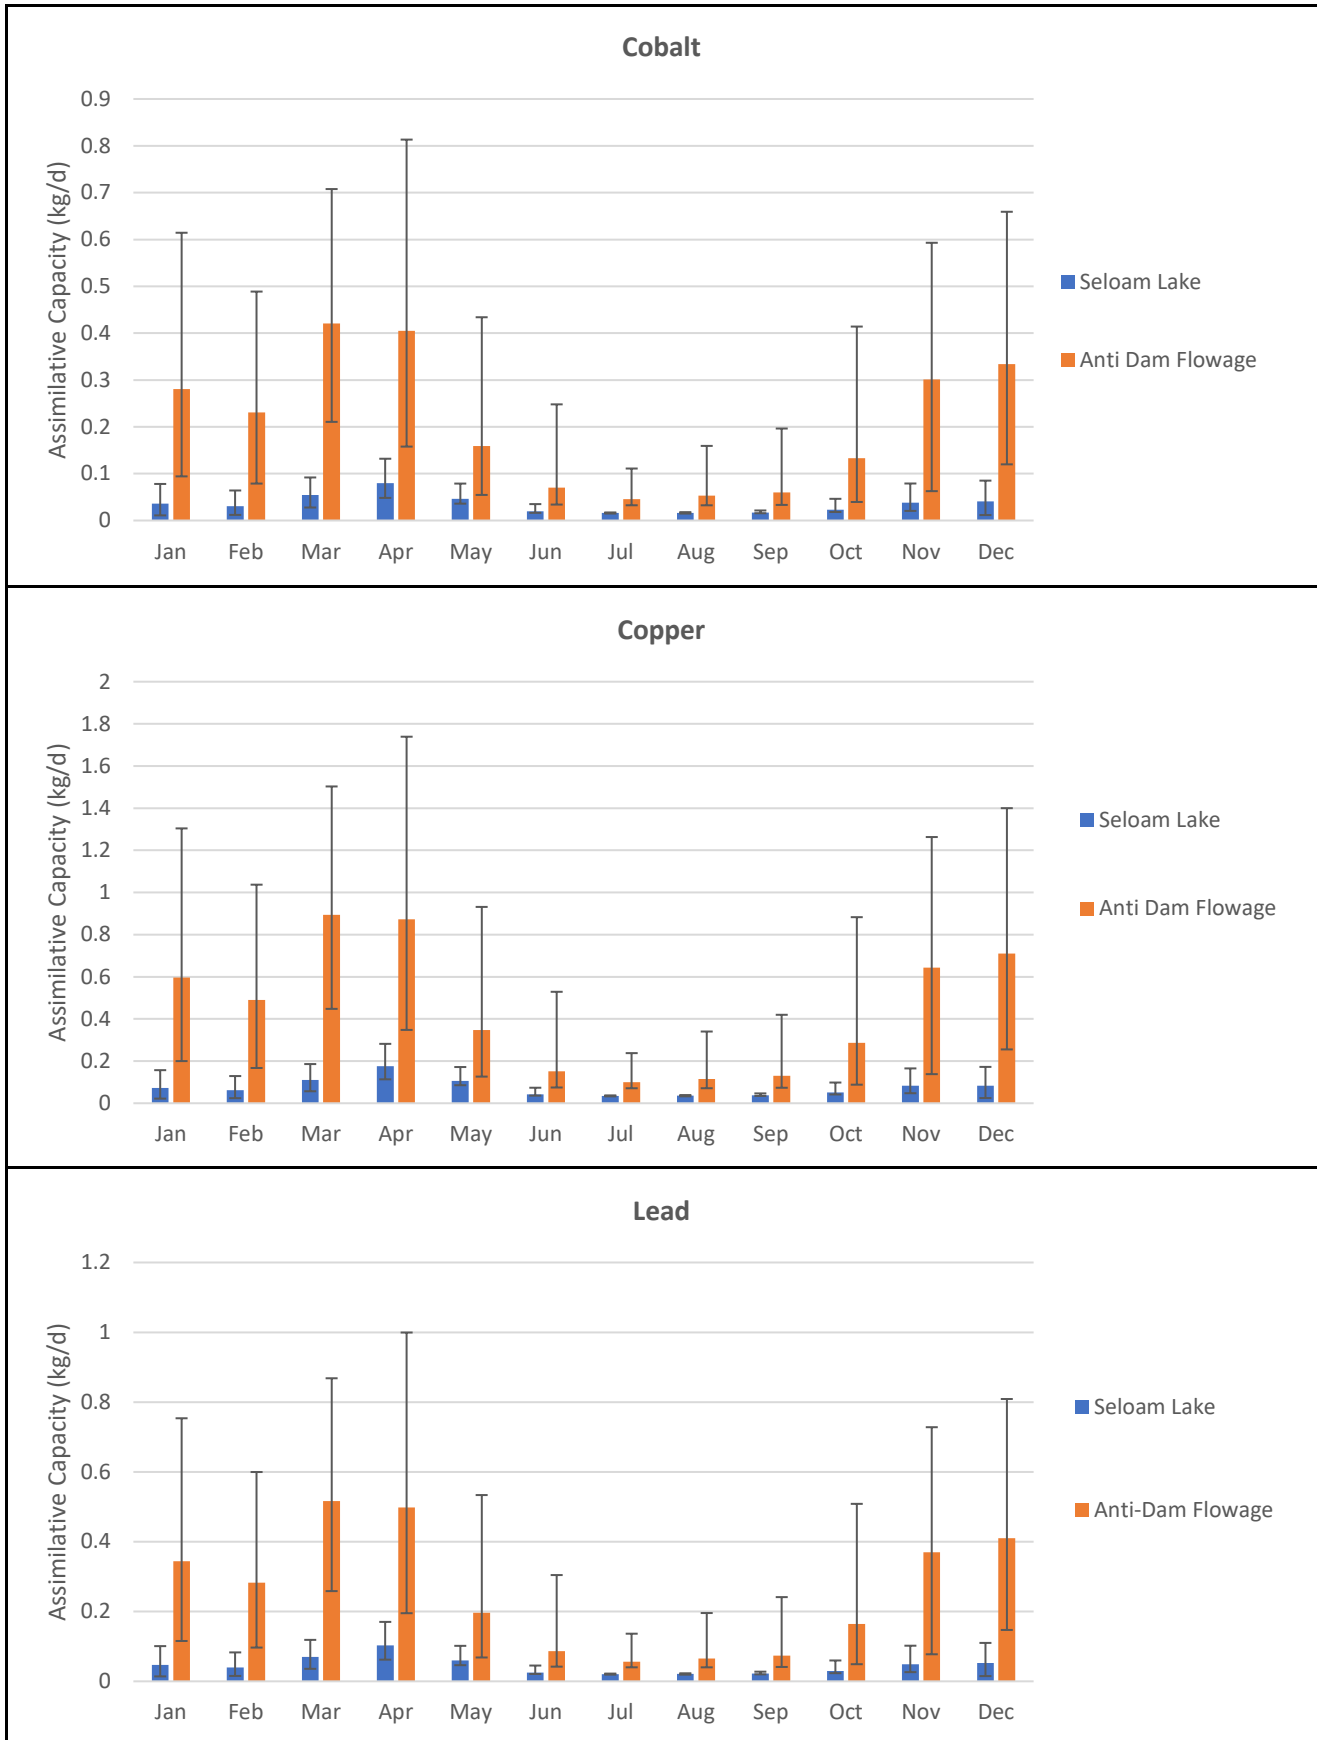 Cobalt
Assimilative Capacity (kg/d)
0.9
0.8
0.7
0.6
0.5
0.4
0.3
0.2
0.1
0
Jan Feb Mar Apr May Jun Jul Aug Sep Oct Nov Dec
Seloam Lake
Anti Dam Flowage
Copper
Assimilative Capacity (kg/d)
2
1.8
1.6
1.4
1.2
1
0.8
0.6
0.4
0.2
0
Jan Feb Mar Apr May Jun Jul Aug Sep Oct Nov Dec
Seloam Lake
Anti Dam Flowage
Lead
Assimilative Capacity (kg/d)
1.2
1
0.8
0.6
0.4
0.2
0
Jan Feb Mar Apr May Jun Jul Aug Sep Oct Nov Dec
Seloam Lake
Anti-Dam Flowage